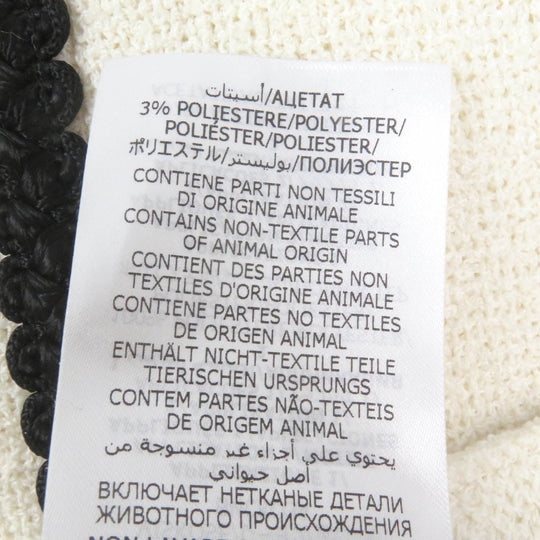 أسيتات/АЦЕТАТ
3% POLIESTERE/POLYESTER/
POLIÉSTER/POLIESTER/
ポリエステル/بوليستر/ПОЛИЭСТЕР
CONTIENE PARTI NON TESSILI
DI ORIGINE ANIMALE
CONTAINS NON-TEXTILE PARTS
OF ANIMAL ORIGIN
CONTIENT DES PARTIES NON
TEXTILES D'ORIGINE ANIMALE
CONTIENE PARTES NO TEXTILES
DE ORIGEN ANIMAL
ENTHÄLT NICHT-TEXTILE TEILE
TIERISCHEN URSPRUNGS
CONTEM PARTES NÃO-TEXTEIS
DE ORIGEM ANIMAL
يحتوي على أجزاء غير منسوجة من
أصل حيواني
ВКЛЮЧАЕТ НЕТКАНЫЕ ДЕТАЛИ
ЖИВОТНОГО ПРОИСХОЖДЕНИЯ
NON